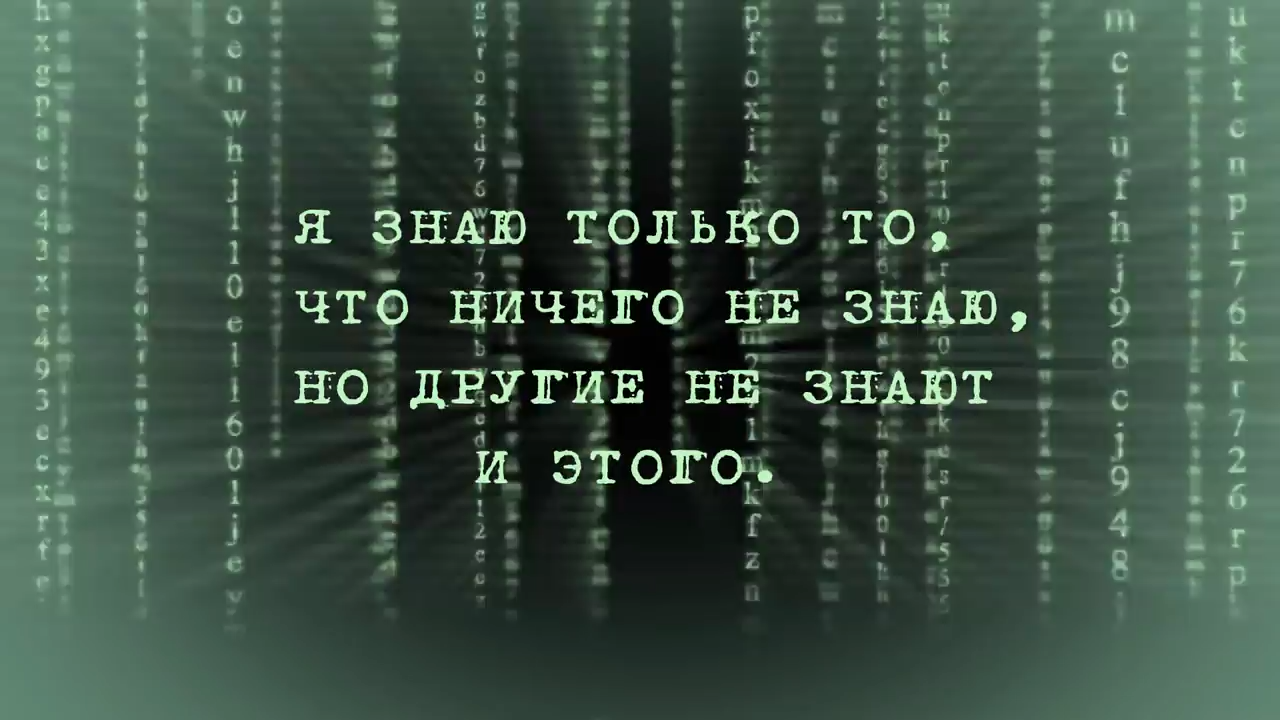 Я ЗНАЮ ТОЛЬКО ТО,
ЧТО НИЧЕГО НЕ ЗНАЮ,
НО ДРУГИЕ НЕ ЗНАЮТ
И ЭТОГО.